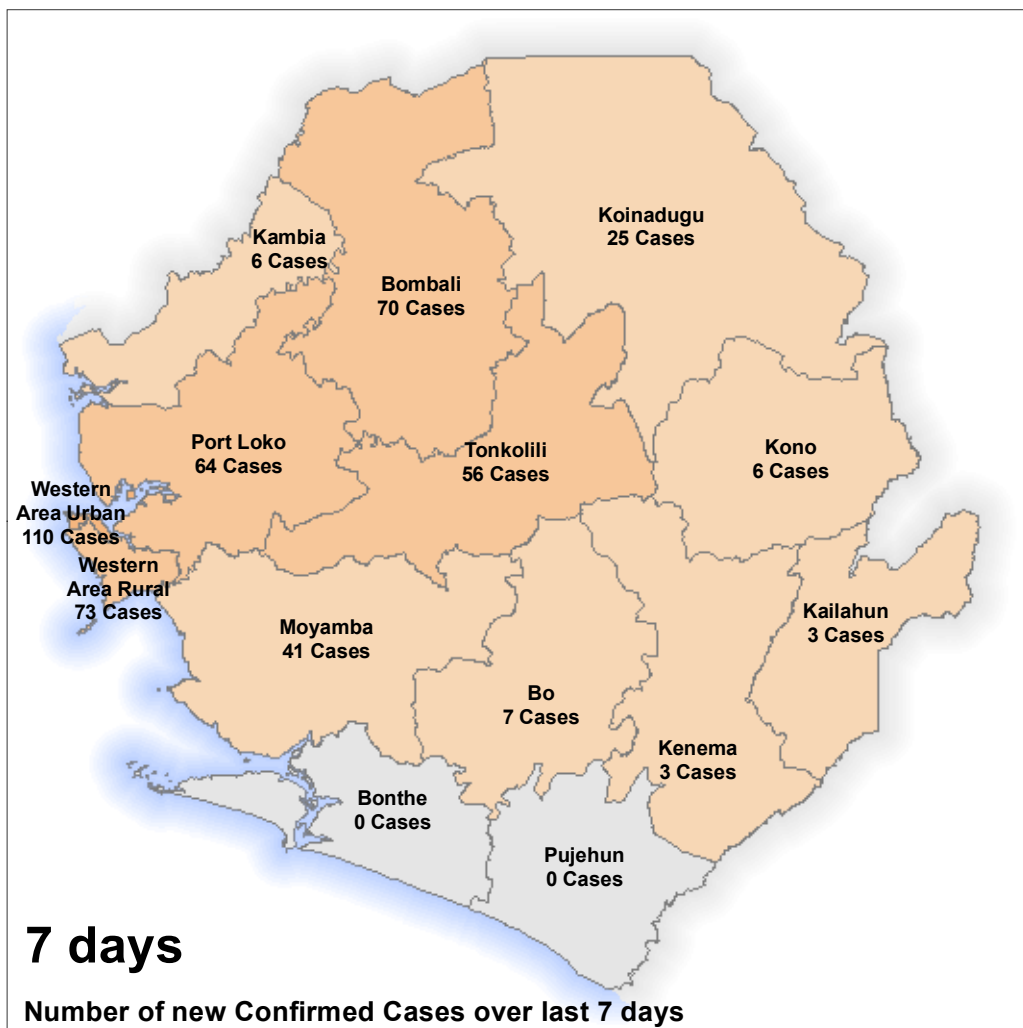 Koinadugu
25 Cases
Kambia
6 Cases
Bombali
70 Cases
Port Loko
64 Cases
Tonkolili
56 Cases
Kono
6 Cases
Western
Area Urban
110 Cases
Western
Area Rural
73 Cases
Kailahun
3 Cases
Moyamba
41 Cases
Bo
7 Cases
Kenema
3 Cases
Bonthe
0 Cases
Pujehun
0 Cases
7 days
Number of new Confirmed Cases over last 7 days